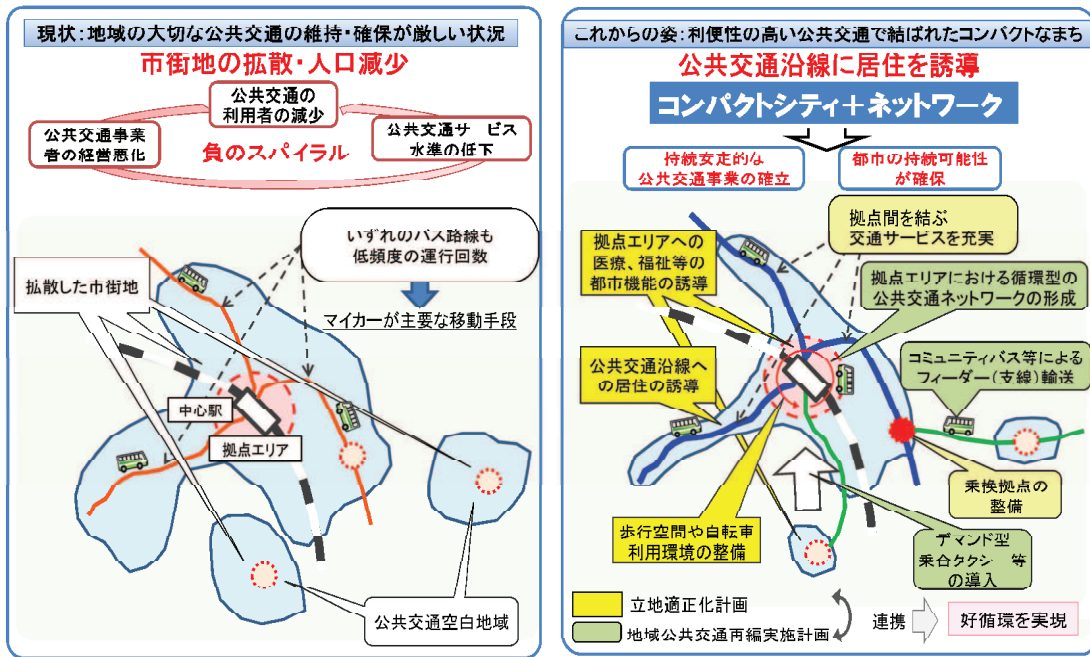 現状：地域の大切な公共交通の維持・確保が厳しい状況
市街地の拡散・人口減少
公共交通の
利用者の減少
公共交通事業
者の経営悪化
負のスパイラル
公共交通サービス
水準の低下
いずれのバス路線も
低頻度の運行回数
拡散した市街地
マイカーが主要な移動手段
中心駅
拠点エリア
公共交通空白地域
これからの姿：利便性の高い公共交通で結ばれたコンパクトなまち
公共交通沿線に居住を誘導
コンパクトシティ＋ネットワーク
持続安走的な
公共交通事業の確立
都市の持続可能性
が確保
拠点間を結ぶ
交通サービスを充実
拠点エリアへの
医療、福祉等の
都市機能の誘導
拠点エリアにおける循環型の
公共交通ネットワークの形成
公共交通沿線へ
の居住の誘導
コミュニティバス等による
フィーダー（支線）輸送
乗換拠点の
整備
歩行空間や自転車
利用環境の整備
デマンド型
乗合タクシー等
の導入
立地適正化計画
地域公共交通再編実施計画
連携
好循環を実現